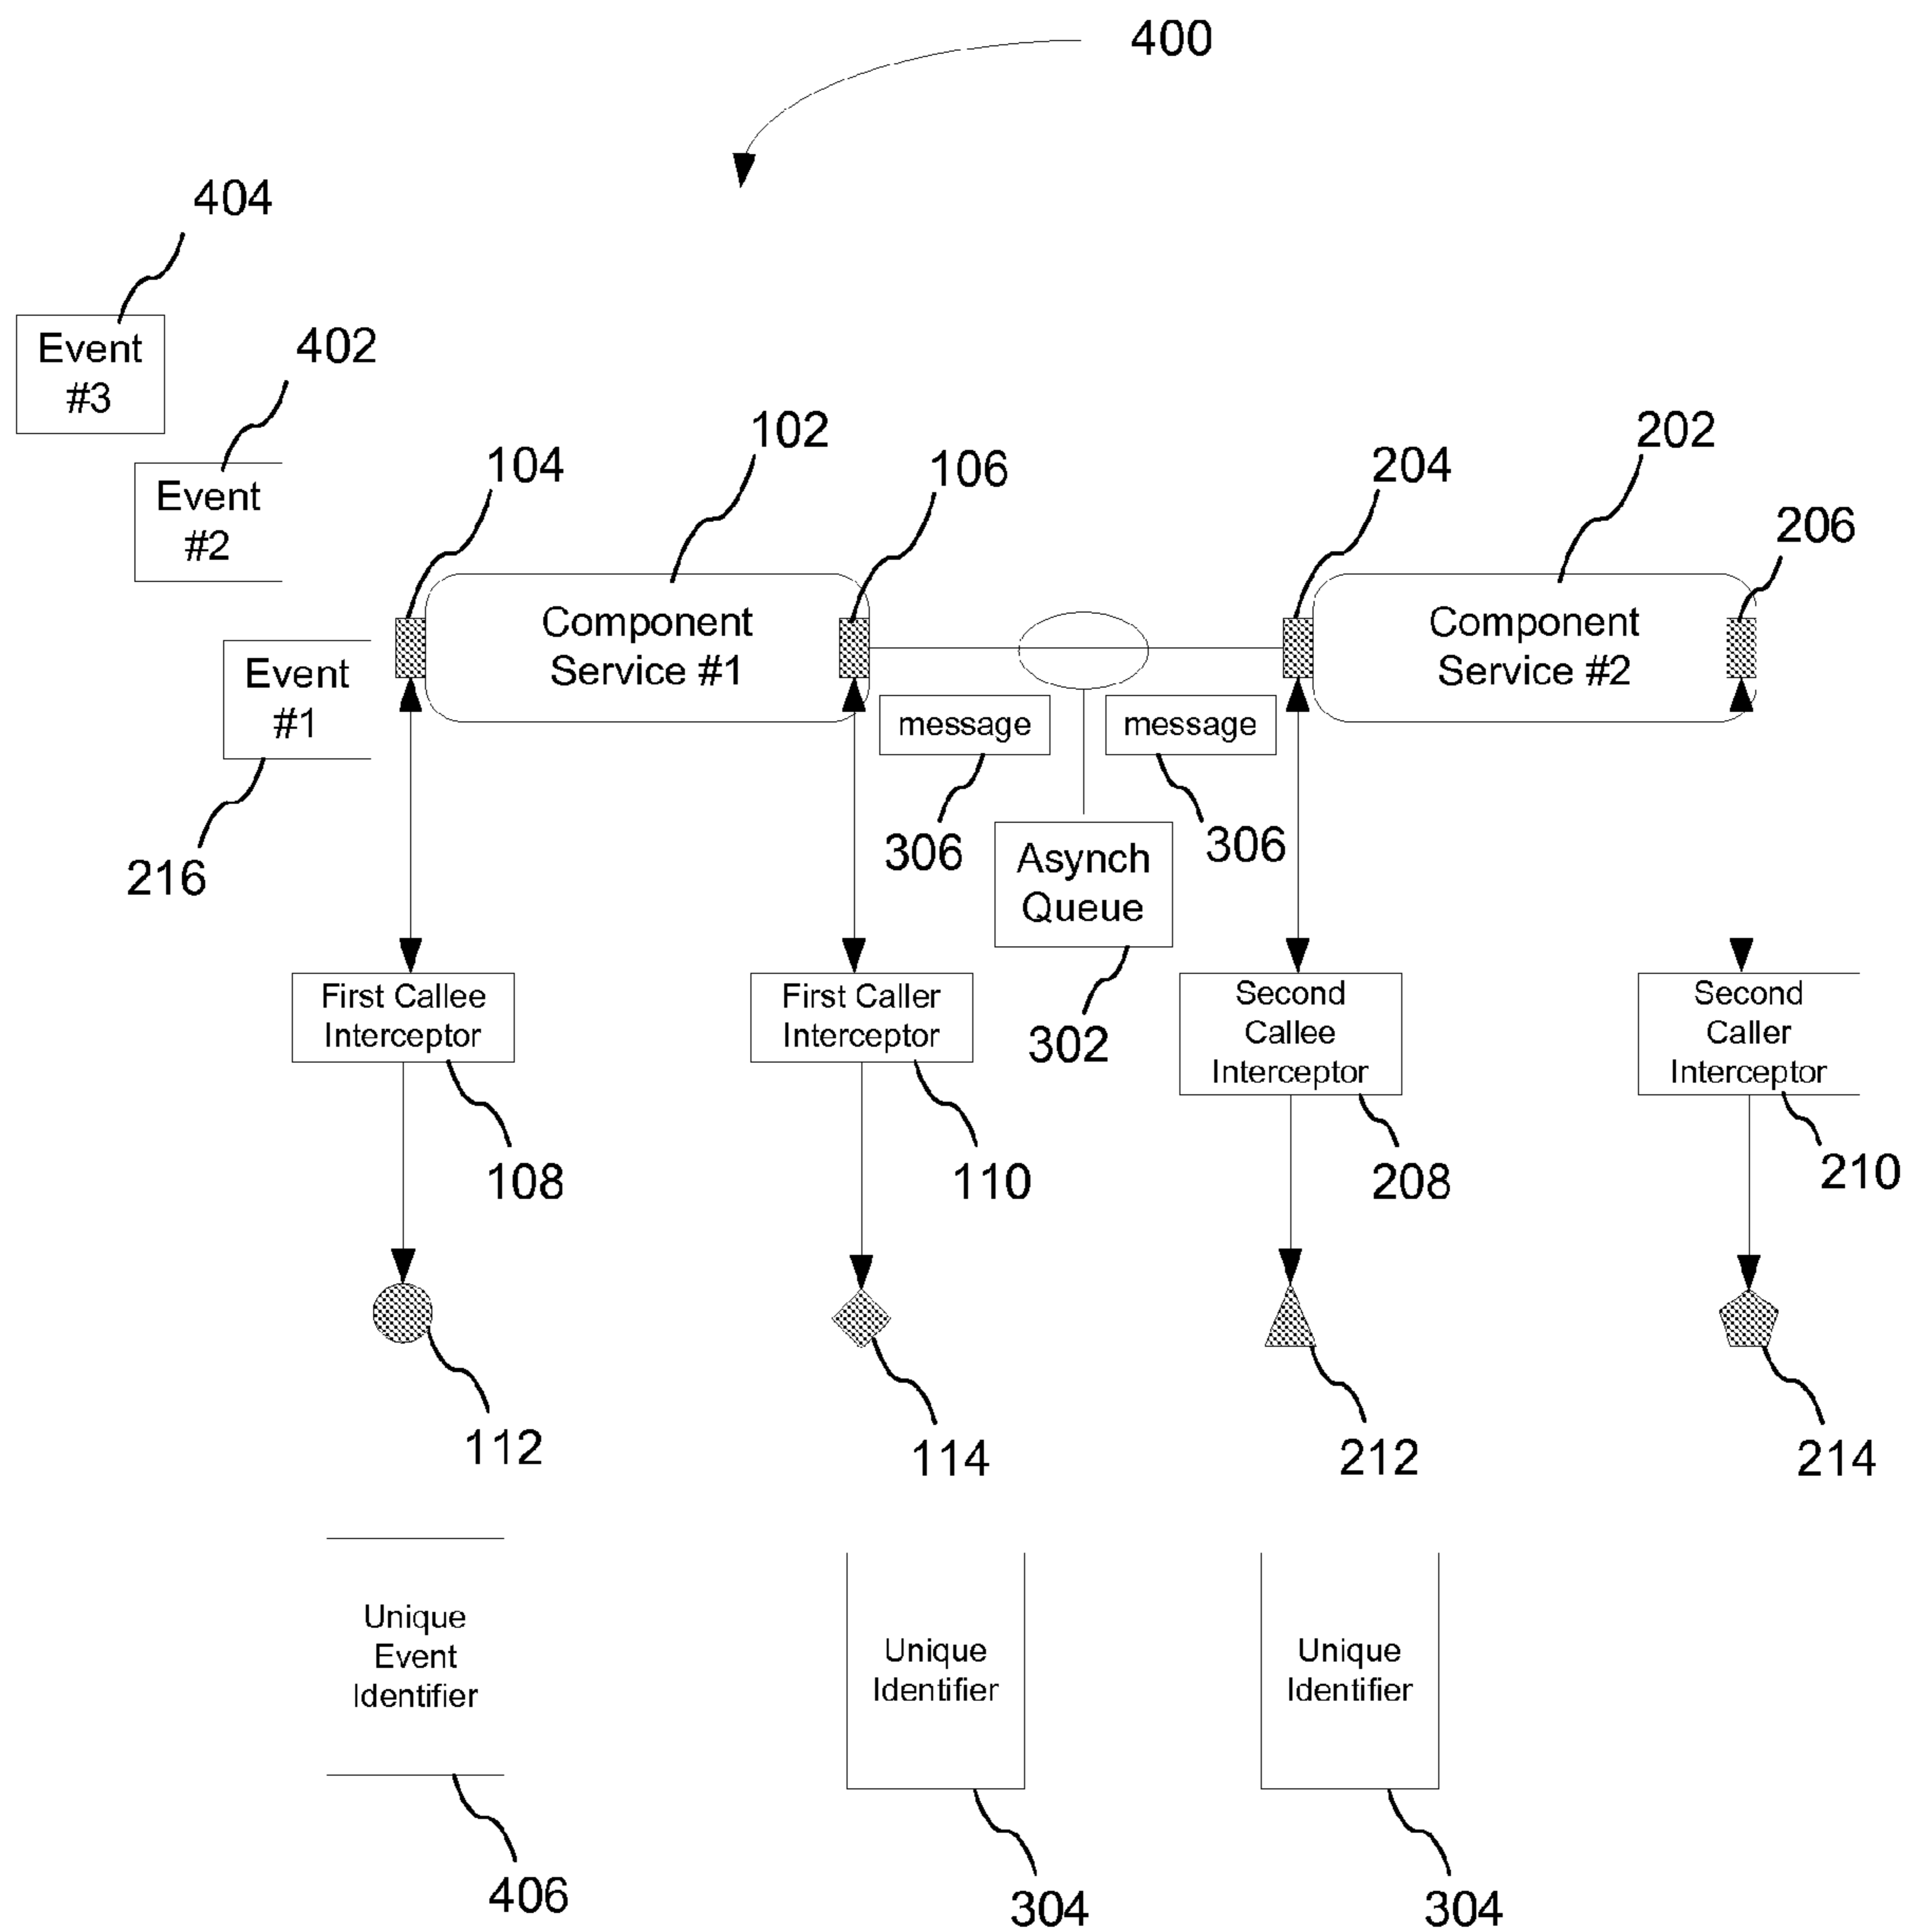 400
404
Event
#3
402
Event
#2
104
102
106
204
202
206
Component
Service #1
Component
Service #2
Event
#1
message
message
216
306
306
Asynch
Queue
302
First Callee
Interceptor
First Caller
Interceptor
Second
Callee
Interceptor
Second
Caller
Interceptor
108
110
208
210
112
114
212
214
Unique
Event
Identifier
Unique
Identifier
Unique
Identifier
406
304
304